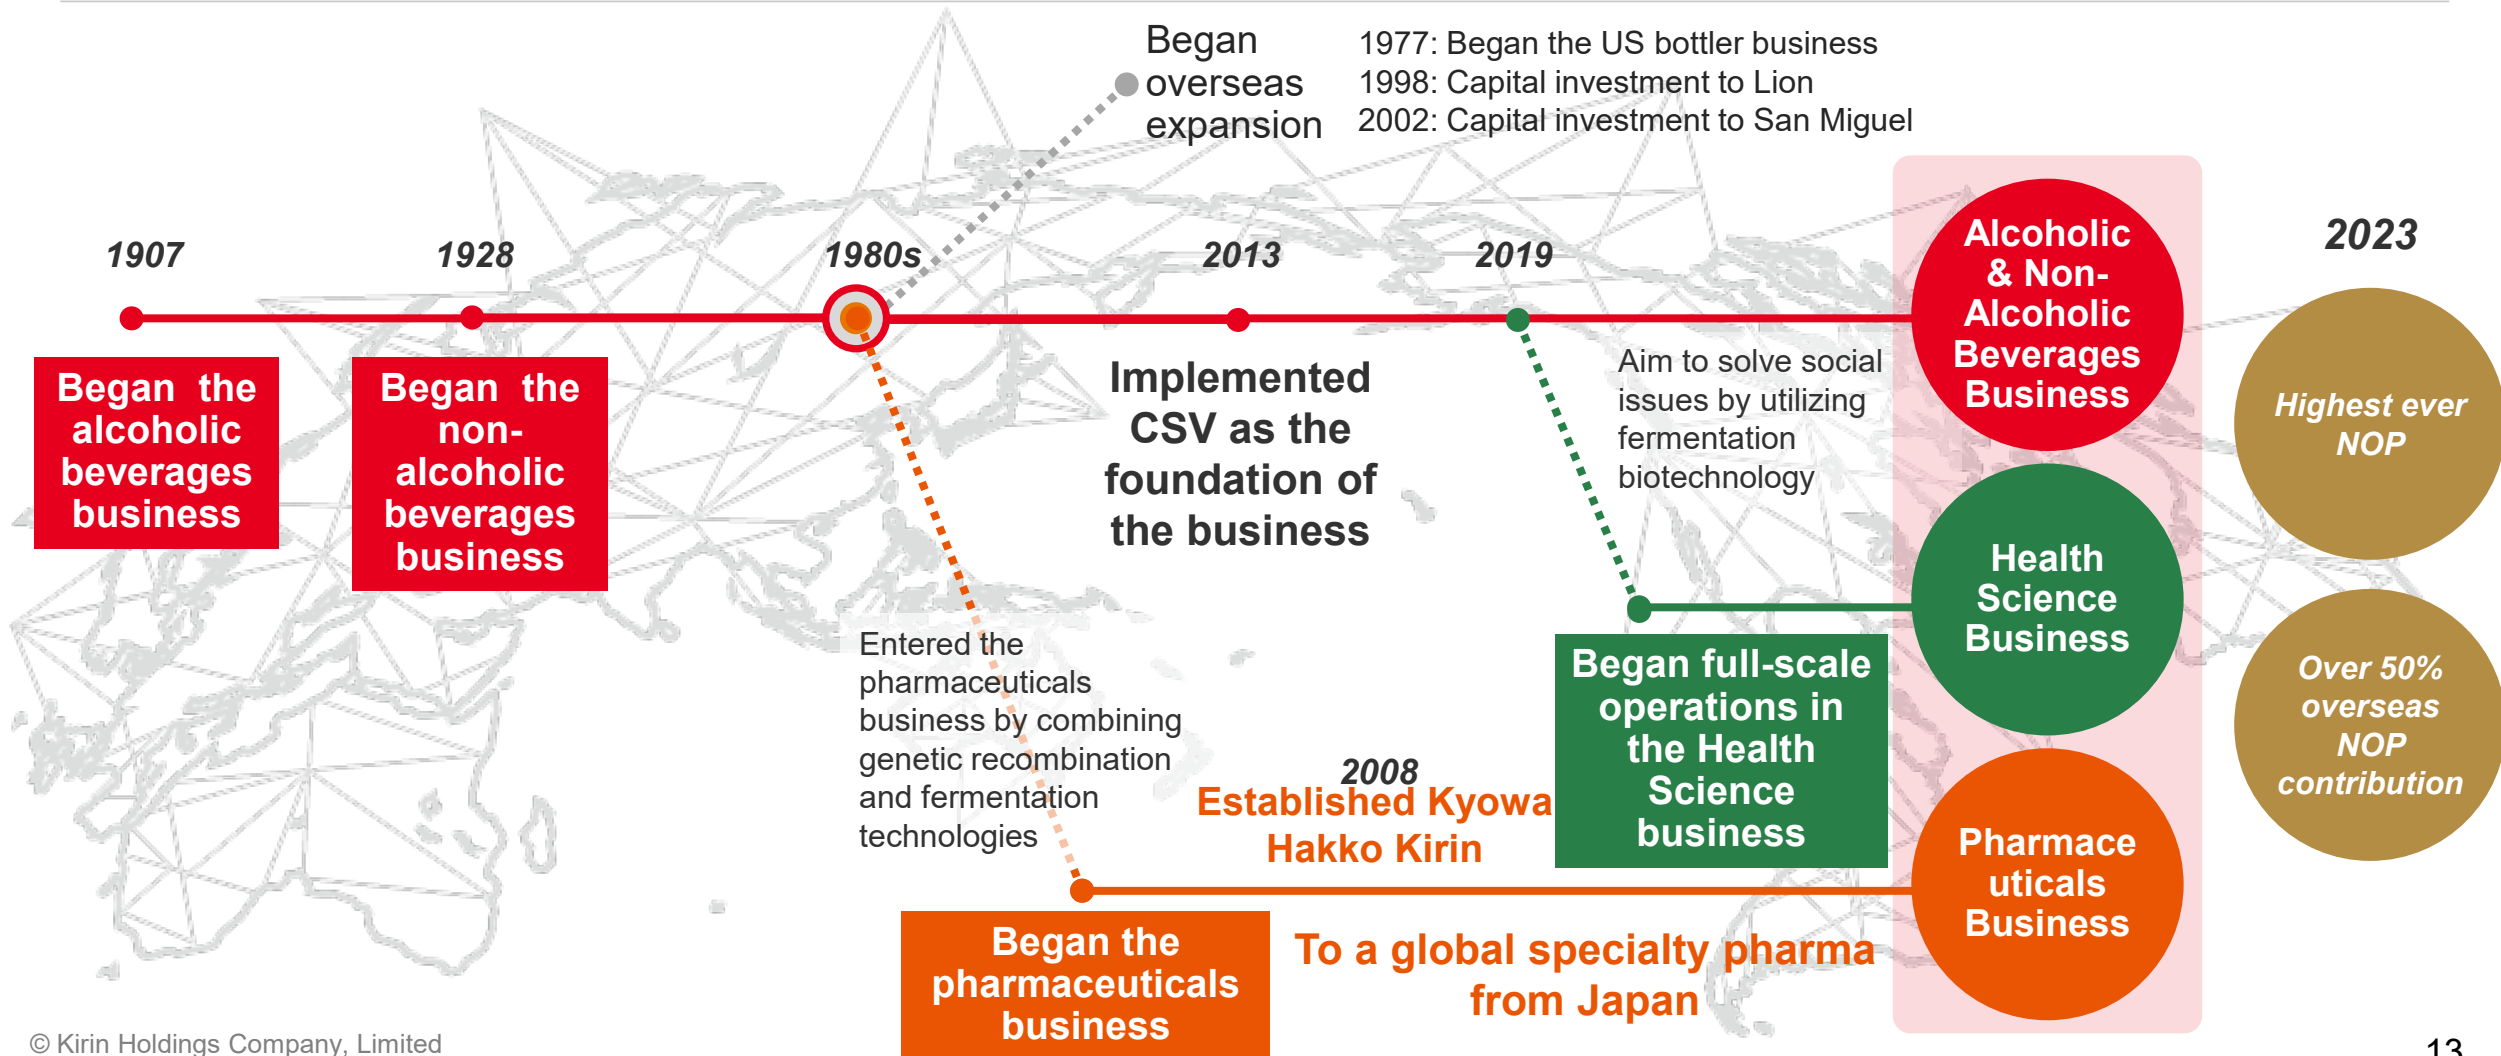 Began
overseas
expansion
1977: Began the US bottler business
1998: Capital investment to Lion
2002: Capital investment to San Miguel
1907
1928
1980s
2013
2019
2023
Began the
alcoholic
beverages
business
Began the
non-
alcoholic
beverages
business
Implemented
CSV as the
foundation of
the business
Aim to solve social
issues by utilizing
fermentation
biotechnology
Alcoholic
& Non-
Alcoholic
Beverages
Business
Highest ever
NOP
Health
Science
Business
Over 50%
overseas
NOP
contribution
Entered the
pharmaceuticals
business by combining
genetic recombination
and fermentation
technologies
2008
Established Kyowa
Hakko Kirin
Began full-scale
operations in
the Health
Science
business
Pharmace
uticals
Business
Began the
pharmaceuticals
business
To a global specialty pharma
from Japan
© Kirin Holdings Company, Limited
13